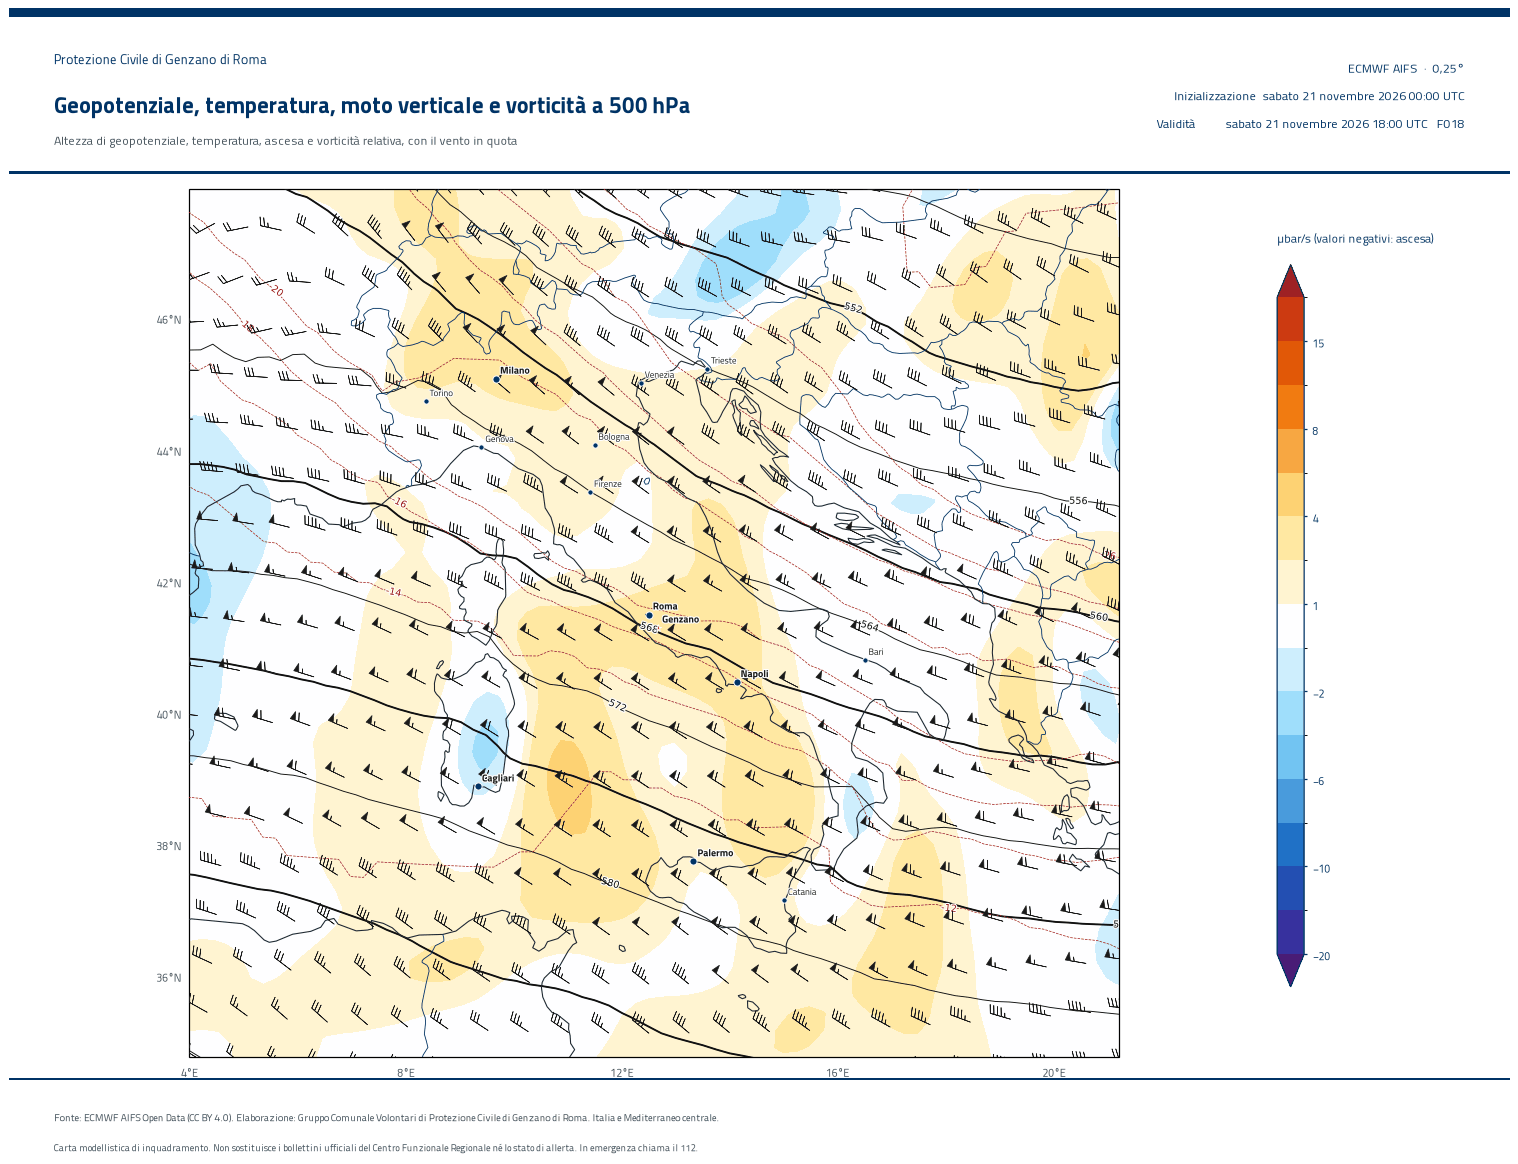 Protezione Civile di Genzano di Roma
ECMWF AIFS · 0,25°
Geopotenziale, temperatura, moto verticale e vorticità a 500 hPa
Inizializzazione sabato 21 novembre 2026 00:00 UTC
Validità sabato 21 novembre 2026 18:00 UTC F018
Altezza di geopotenziale, temperatura, ascesa e vorticità relativa, con il vento in quota
µbar/s (valori negativi: ascesa)
-20
46°N
552
15
Trieste
Milano
Venezia
Torino
8
Genova
Bologna
44°N
Firenze
-16
556
4
42°N
-14
Roma
1
Genzano
560
568
564
Bari
Napoli
-2
40°N
572
Cagliari
-6
38°N
Palermo
-10
580
Catania
-12
-20
36°N
4°E
8°E
12°E
16°E
20°E
Fonte: ECMWF AIFS Open Data (CC BY 4.0). Elaborazione: Gruppo Comunale Volontari di Protezione Civile di Genzano di Roma. Italia e Mediterraneo centrale.
Carta modellistica di inquadramento. Non sostituisce i bollettini ufficiali del Centro Funzionale Regionale né lo stato di allerta. In emergenza chiama il 112.